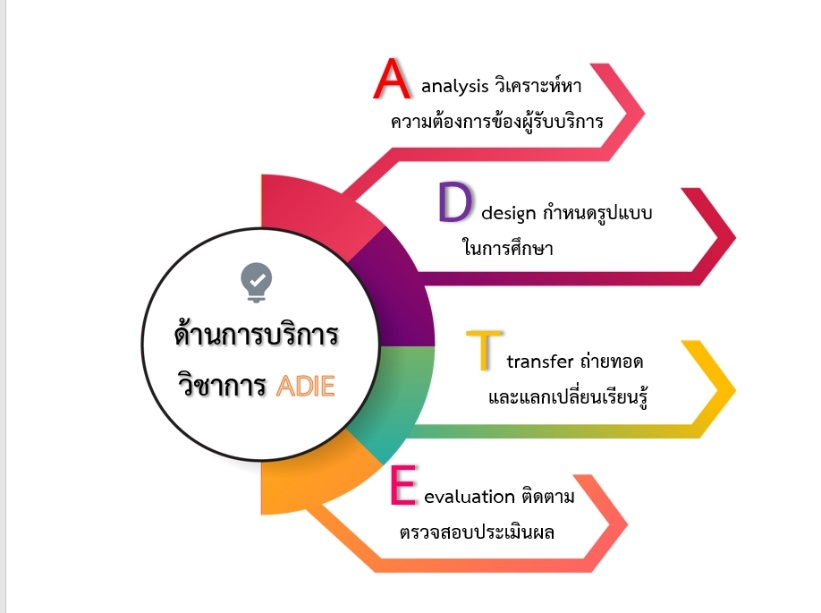 A analysis วิเคราะห์หา
ความต้องการข้องผู้รับบริการ
D design กำหนดรูปแบบ
ในการศึกษา
ด้านการบริการ
วิชาการ ADIE
T transfer ถ่ายทอด
และแลกเปลี่ยนเรียนรู้
E evaluation ติดตาม
ตรวจสอบประเมินผล